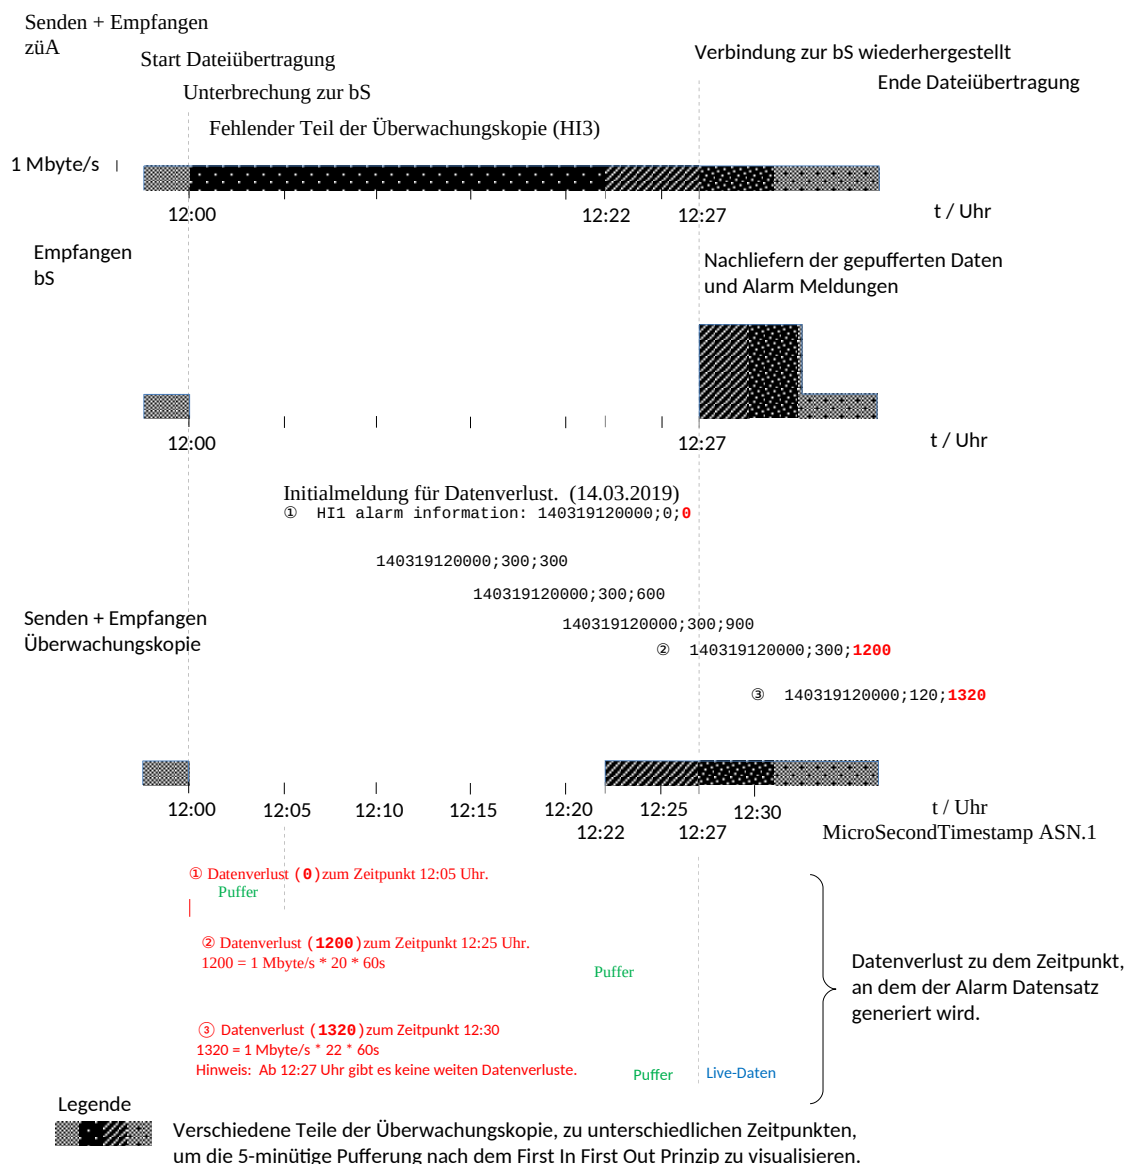 Senden + Empfangen
züA
Start Dateiübertragung
Verbindung zur bS wiederhergestellt
Ende Dateiübertragung
Unterbrechung zur bS
Fehlender Teil der Überwachungskopie (HI3)
1 Mbyte/s
12:00
12:22
12:27
t / Uhr
Empfangen
bS
Nachliefern der gepufferten Daten
und Alarm Meldungen
12:00
12:27
t / Uhr
Initialmeldung für Datenverlust. (14.03.2019)
① HI1 alarm information: 140319120000;0;0
140319120000;300;300
140319120000;300;600
Senden + Empfangen
Überwachungskopie
140319120000;300;900
② 140319120000;300;1200
③ 140319120000;120;1320
12:00
12:05
12:10
12:15
12:20
12:25
12:30
t / Uhr
12:22
12:27
MicroSecondTimestamp ASN.1
① Datenverlust (0)zum Zeitpunkt 12:05 Uhr.
Puffer
② Datenverlust (1200)zum Zeitpunkt 12:25 Uhr.
1200 = 1 Mbyte/s * 20 * 60s
Puffer
Datenverlust zu dem Zeitpunkt,
an dem der Alarm Datensatz
generiert wird.
③ Datenverlust (1320)zum Zeitpunkt 12:30
1320 = 1 Mbyte/s * 22 * 60s
Hinweis: Ab 12:27 Uhr gibt es keine weiten Datenverluste.
Puffer
Live-Daten
Legende
Verschiedene Teile der Überwachungskopie, zu unterschiedlichen Zeitpunkten,
um die 5-minütige Pufferung nach dem First In First Out Prinzip zu visualisieren.